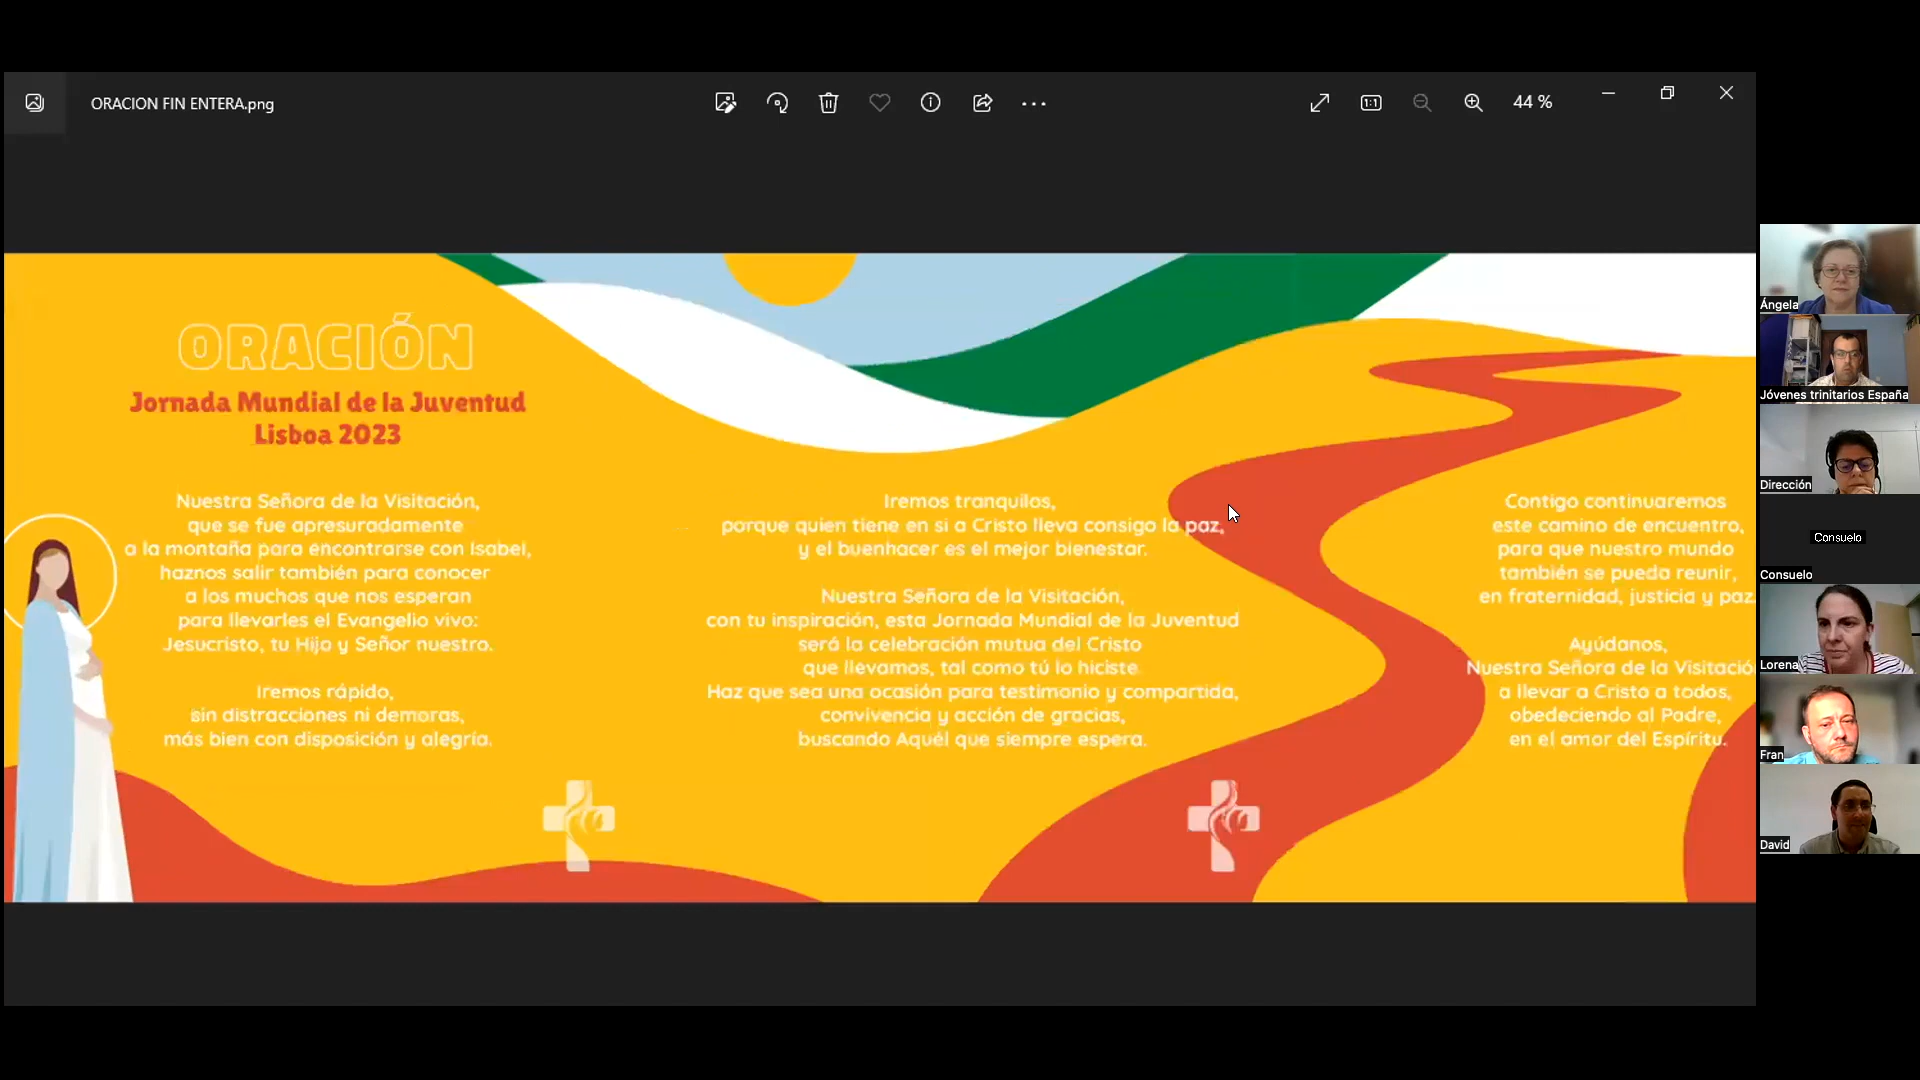 ORACION FIN ENTERA.png
44 %
ORACIÓN
Jornada Mundial de la Juventud
Lisboa 2023
Nuestra Señora de la Visitación,
que se fue apresuradamente
a la montaña para encontrarse con Isabel,
haznos salir también para conocer
a los muchos que nos esperan
para llevarles el Evangelio vivo:
Jesucristo, tu Hijo y Señor nuestro.
Iremos rápido,
sin distracciones ni demoras,
más bien con disposición y alegría.
Iremos tranquilos,
porque quien tiene en si a Cristo lleva consigo la paz,
y el buenhacer es el mejor bienestar.
Nuestra Señora de la Visitación,
con tu inspiración, esta Jornada Mundial de la Juventud
será la celebración mutua del Cristo
que llevamos, tal como tú lo hiciste.
Haz que sea una ocasión para testimonio y compartida,
convivencia y acción de gracias,
buscando Aquél que siempre espera.
Contigo continuaremos
este camino de encuentro,
para que nuestro mundo
también se pueda reunir,
en fraternidad, justicia y paz.
Ayúdanos,
Nuestra Señora de la Visitació
a llevar a Cristo a todos,
obedeciendo al Padre,
en el amor del Espíritu.
Ángela
Jóvenes trinitarios España
Dirección
Consuelo
Consuelo
Lorena
Fran
David